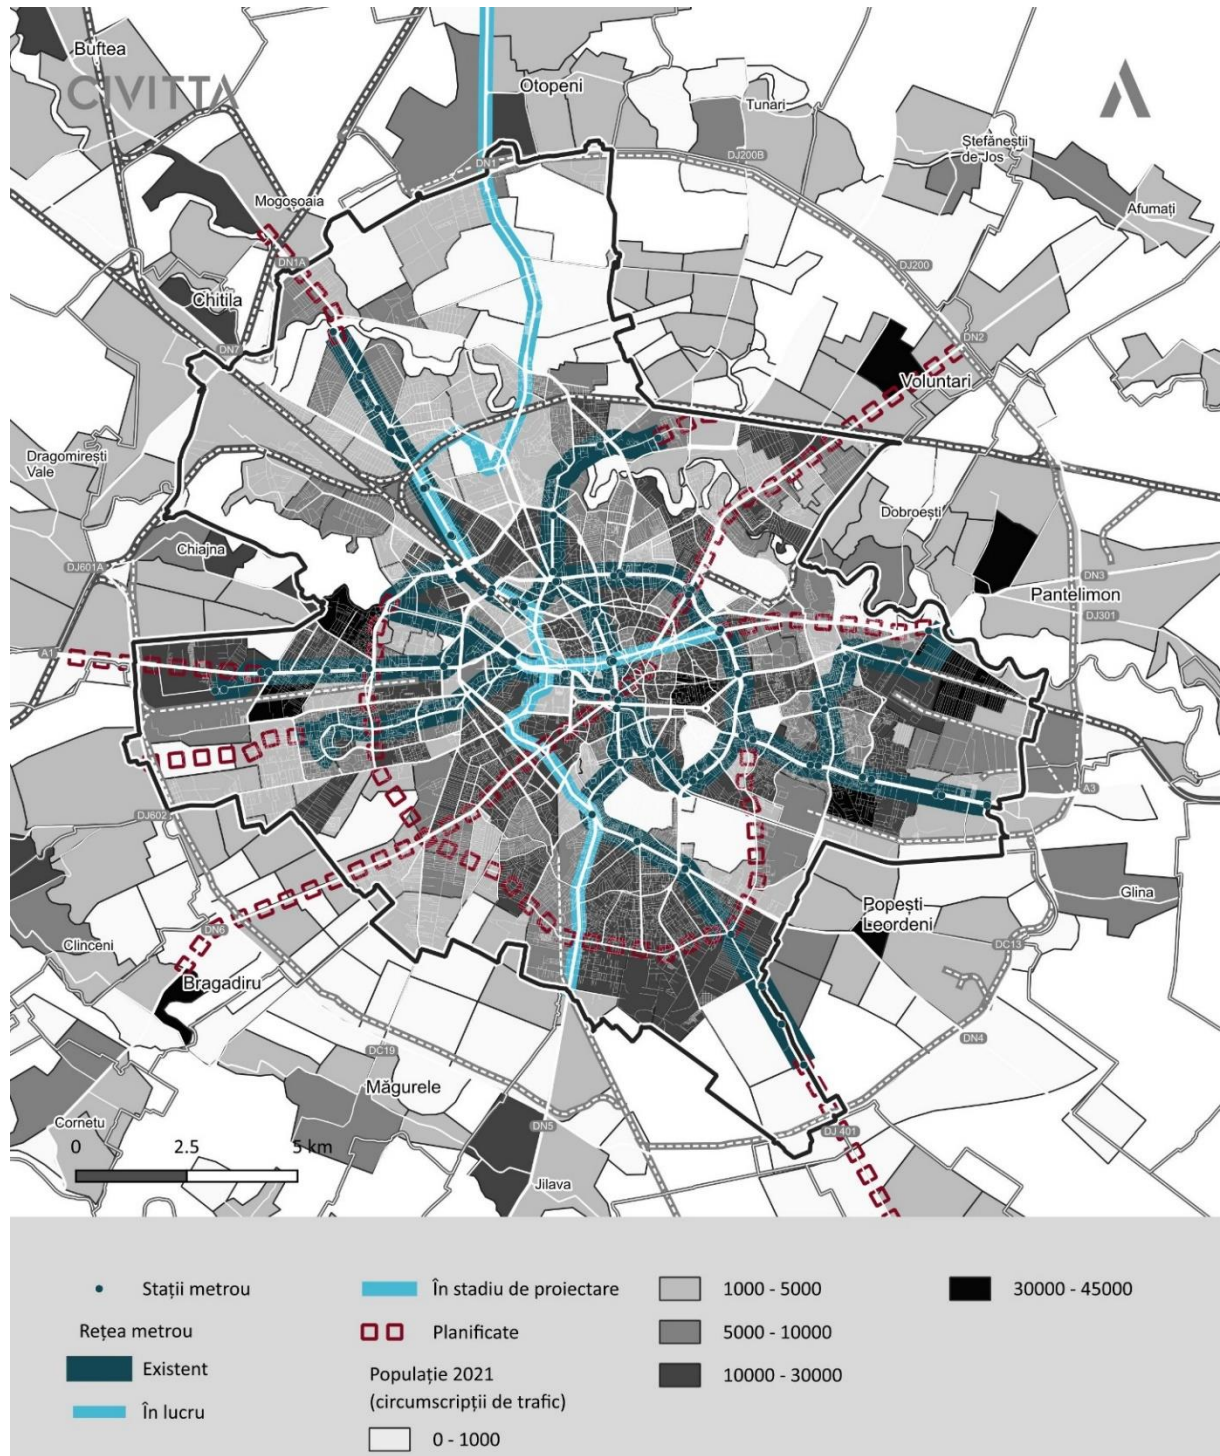 Buftea
CIVITTA
Otopeni
Tunari
Ștefăneștii
de Jos
DJ200B
DN1
Afumați
Mogoșoaia
DN1A
DJ200
Chitila
DN7
DN2
Voluntari
Dragomirești
Vale
Dobroești
Chiajna
DJ601A
DN3
Pantelimon
DJ301
A1
A3
DJ602
Glina
Popești
Leordeni
DN6
Clinceni
DC13
Bragadiru
DN4
DC19
Măgurele
Cornetu
DN5
DJ 401
0 2.5 5 km
Jilava
Stații metrou
Rețea metrou
Existent
În lucru
În stadiu de proiectare
Planificate
Populație 2021
(circumscripții de trafic)
0 - 1000
1000 - 5000
5000 - 10000
10000 - 30000
30000 - 45000